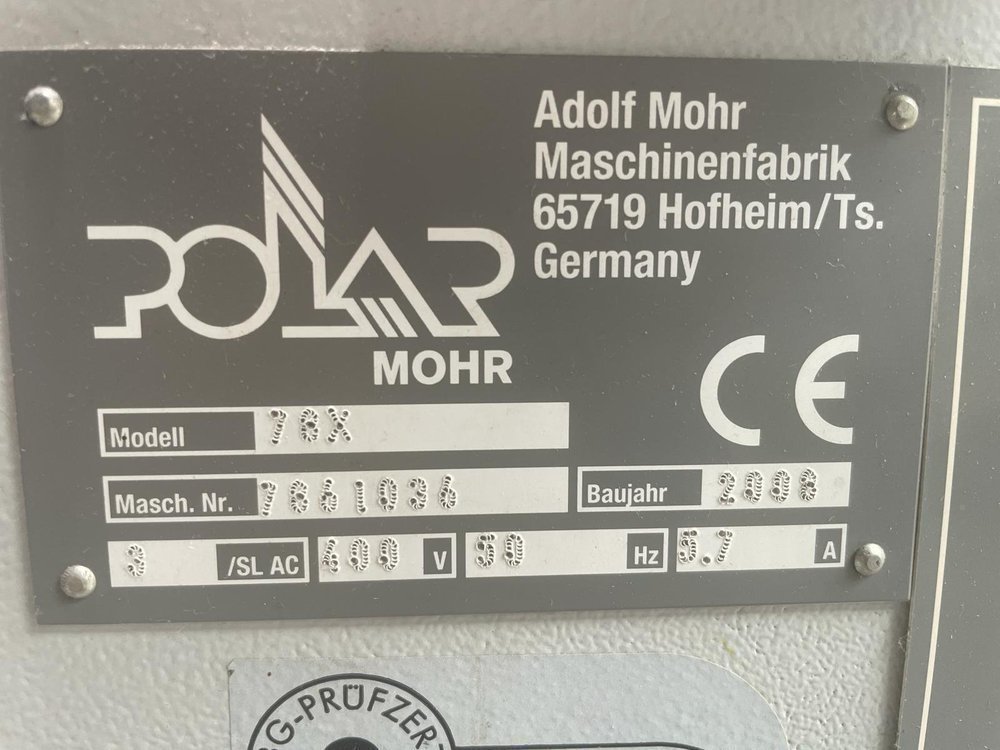 POLAR
MOHR
Adolf Mohr
Maschinenfabrik
65719 Hofheim/Ts.
Germany
CE
Modell 78X
Masch. Nr. 7861036
Baujahr 2008
3 /SL AC 400 V 50 Hz 5.7 A